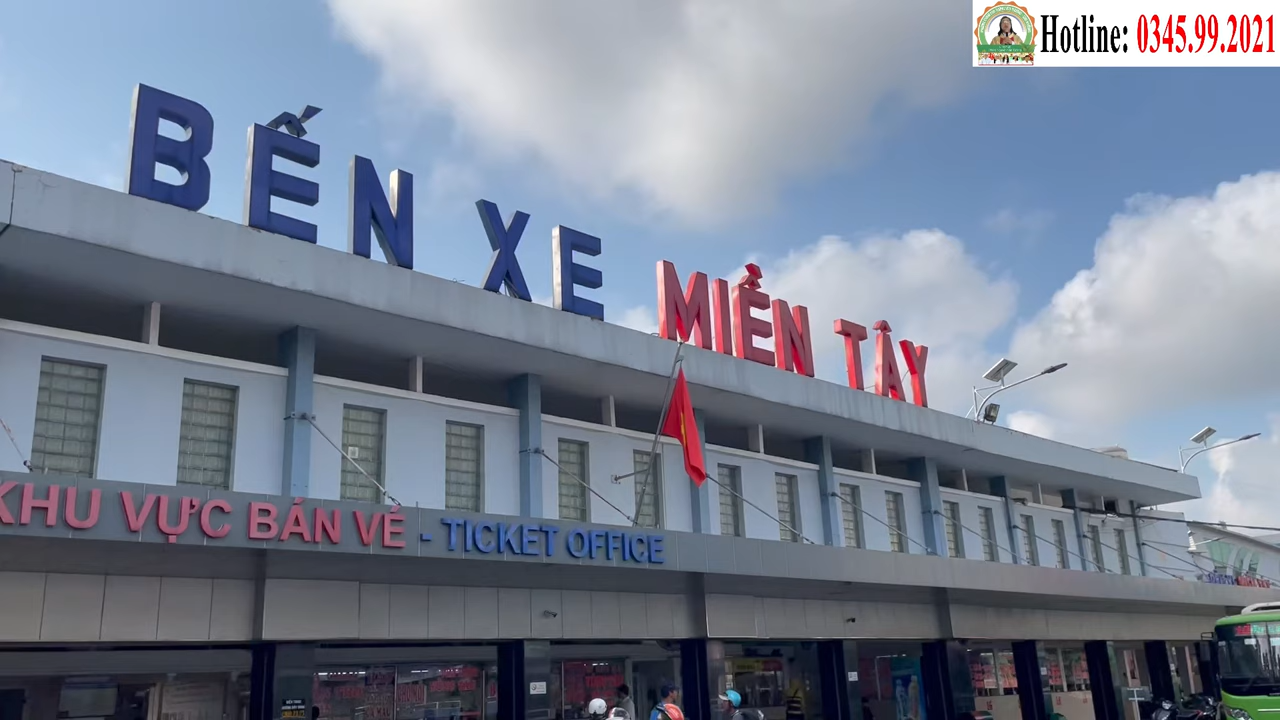 Hotline: 0345.99.2021
BẾN XE MIỀN TÂY
KHU VỰC BÁN VÉ - TICKET OFFICE